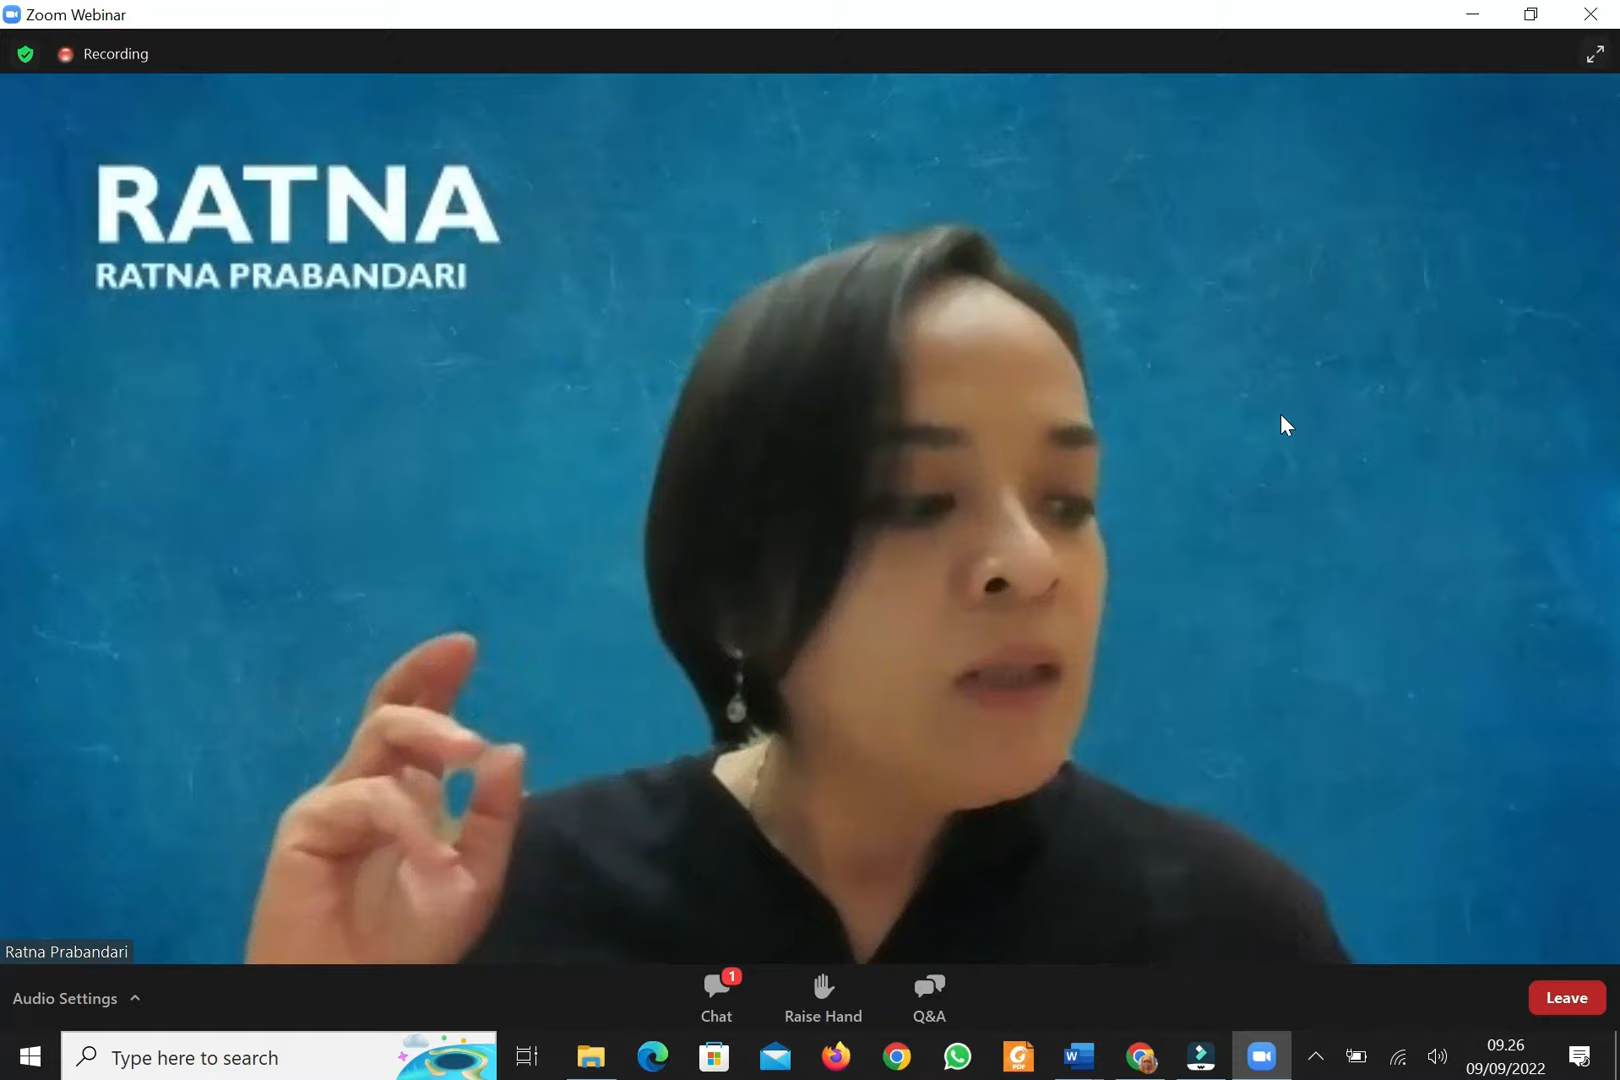 Zoom Webinar
Recording
RATNA
RATNA PRABANDARI
Ratna Prabandari
Audio Settings
1
Chat
Raise Hand
Q&A
Leave
Type here to search
09.26
09/09/2022